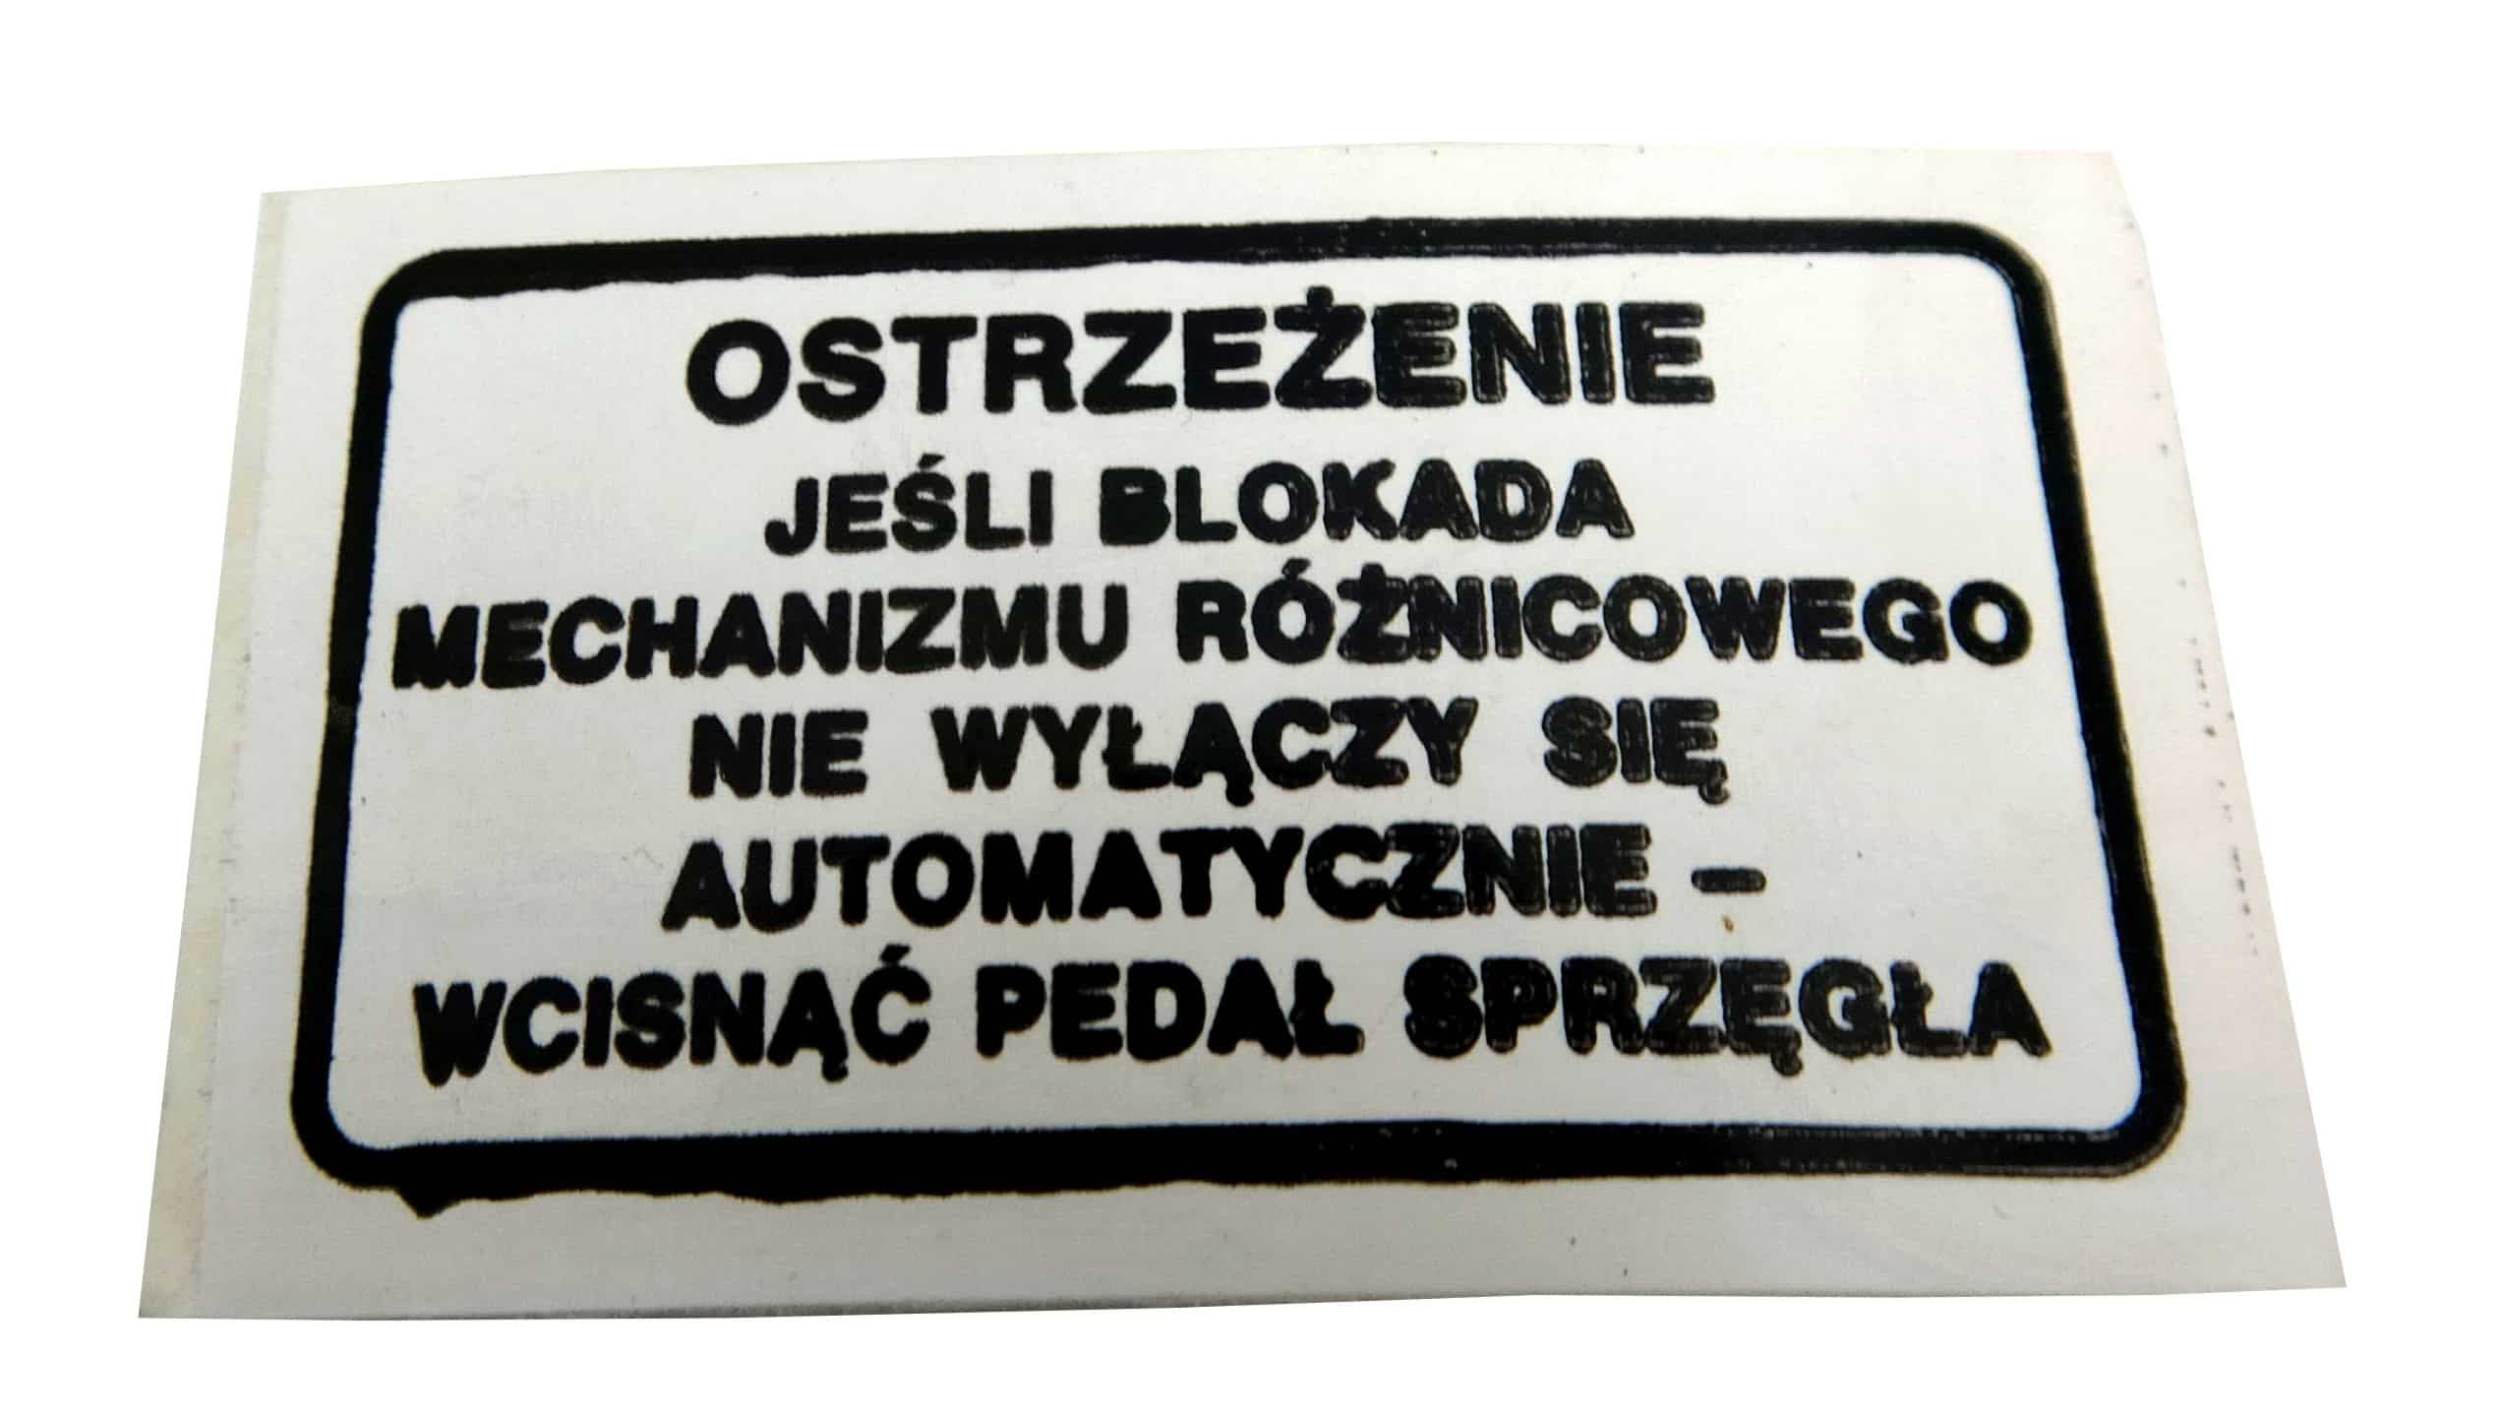 OSTRZEŻENIE
JEŚLI BLOKADA
MECHANIZMU RÓŻNICOWEGO
NIE WYŁĄCZY SIĘ
AUTOMATYCZNIE –
WCISNĄĆ PEDAŁ SPRZĘGŁA